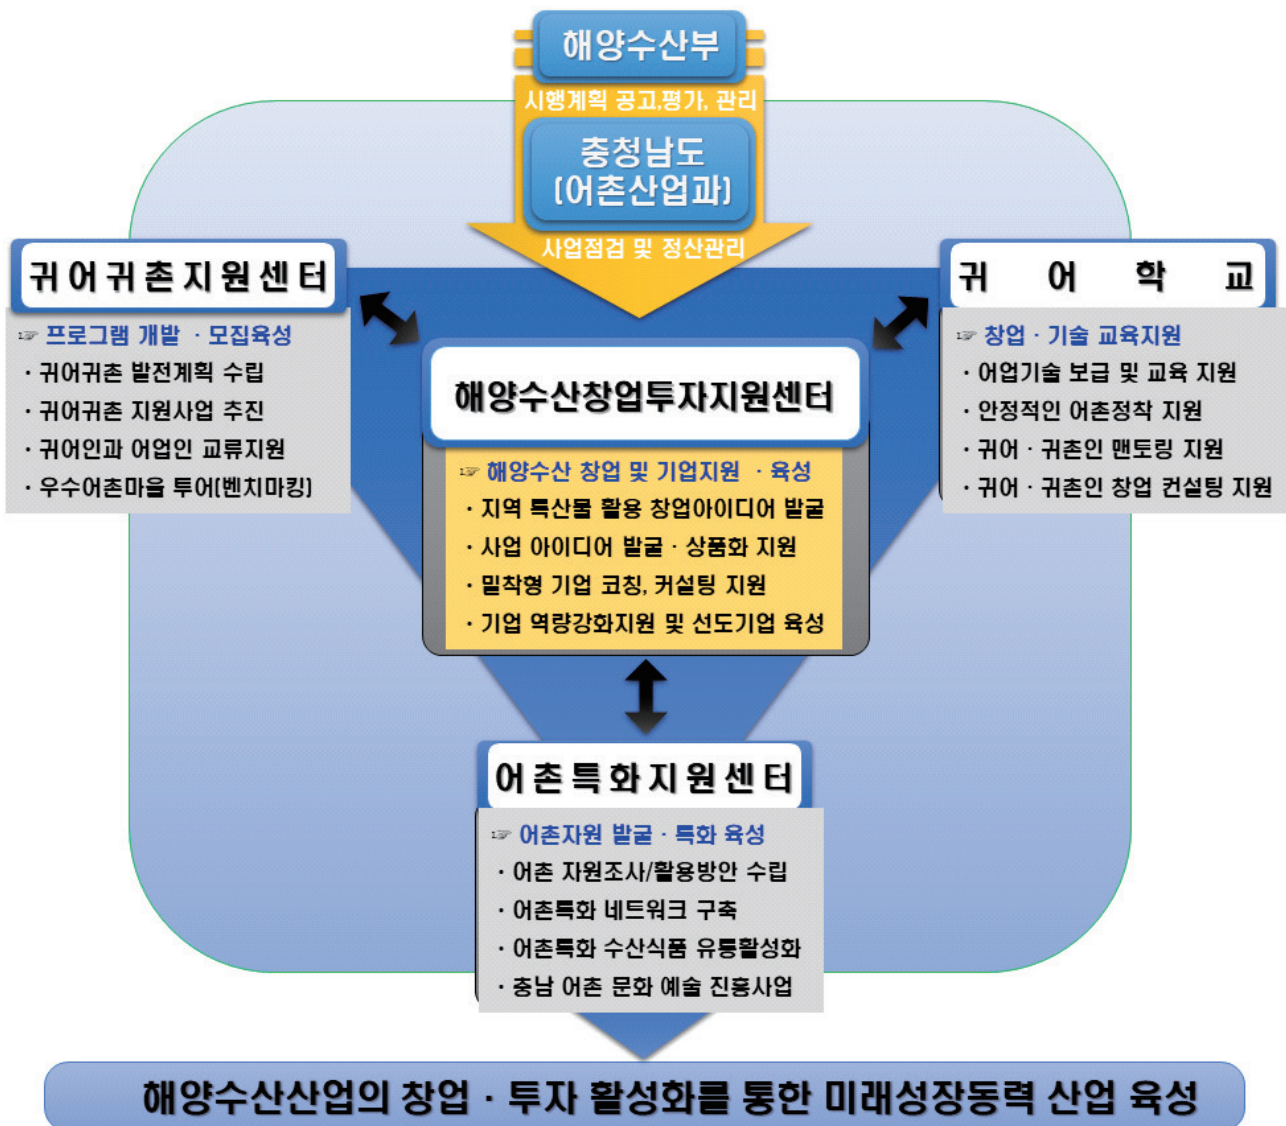 해양수산부
시행계획 공고,평가, 관리
충청남도
(어촌산업과)
사업점검 및 정산관리
귀어귀촌지원센터
☞ 프로그램 개발 · 모집육성
· 귀어귀촌 발전계획 수립
· 귀어귀촌 지원사업 추진
· 귀어인과 어업인 교류지원
· 우수어촌마을 투어(벤치마킹)
귀 어 학 교
☞ 창업 · 기술 교육지원
· 어업기술 보급 및 교육 지원
· 안정적인 어촌정착 지원
· 귀어 · 귀촌인 맨토링 지원
· 귀어 · 귀촌인 창업 컨설팅 지원
해양수산창업투자지원센터
☞ 해양수산 창업 및 기업지원 · 육성
· 지역 특산물 활용 창업아이디어 발굴
· 사업 아이디어 발굴 · 상품화 지원
· 밀착형 기업 코칭, 커설팅 지원
· 기업 역량강화지원 및 선도기업 육성
어촌특화지원센터
☞ 어촌자원 발굴 · 특화 육성
· 어촌 자원조사/활용방안 수립
· 어촌특화 네트워크 구축
· 어촌특화 수산식품 유통활성화
· 충남 어촌 문화 예술 진흥사업
해양수산산업의 창업 · 투자 활성화를 통한 미래성장동력 산업 육성